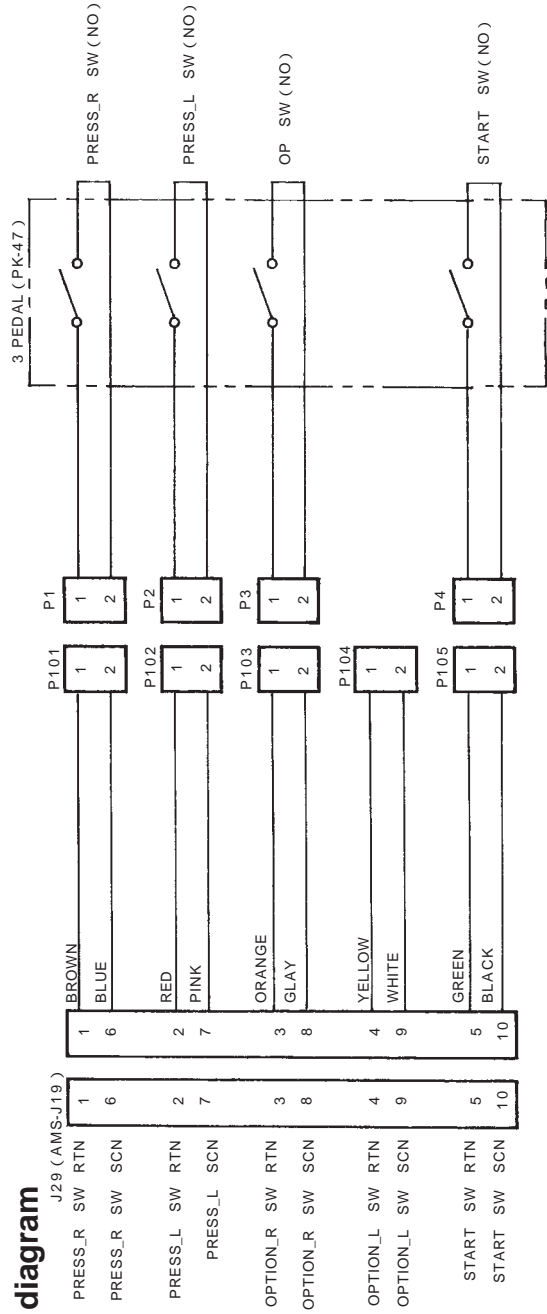 diagram
J29 ( AMS-J19 )
PRESS_R SW RTN 1 1 BROWN
PRESS_R SW SCN 6 6 BLUE
PRESS_L SW RTN 2 2 RED
PRESS_L SCN 7 7 PINK
OPTION_R SW RTN 3 3 ORANGE
OPTION_R SW SCN 8 8 GLAY
OPTION_L SW RTN 4 4 YELLOW
OPTION_L SW SCN 9 9 WHITE
START SW RTN 5 5 GREEN
START SW SCN 10 10 BLACK
P101
1
2
P102
1
2
P103
1
2
P104
1
2
P105
1
2
P1
1
2
P2
1
2
P3
1
2
P4
1
2
3 PEDAL ( PK-47 )
PRESS_R SW ( NO )
PRESS_L SW ( NO )
OP SW ( NO )
START SW ( NO )